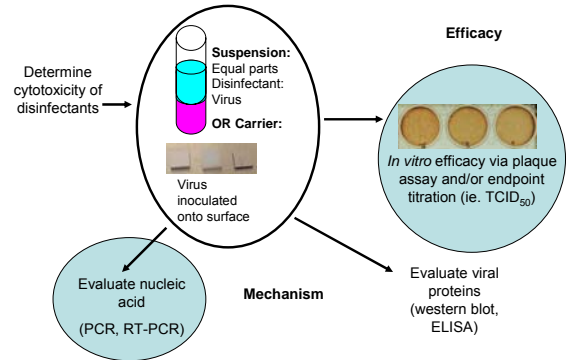 Efficacy
Determine
cytotoxicity of
disinfectants
Suspension:
Equal parts
Disinfectant:
Virus
OR Carrier:
Virus
inoculated
onto surface
In vitro efficacy via plaque
assay and/or endpoint
titration (ie. TCID50)
Evaluate nucleic
acid
(PCR, RT-PCR)
Mechanism
Evaluate viral
proteins
(western blot,
ELISA)